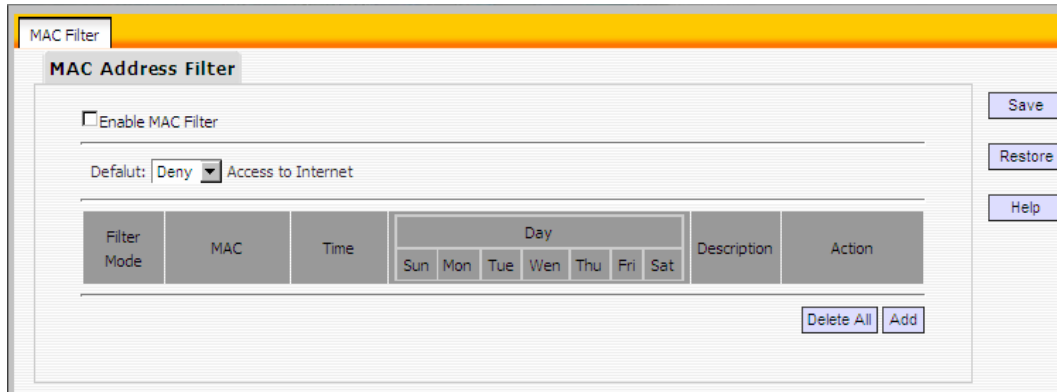 MAC Filter
MAC Address Filter
Enable MAC Filter
Defalut: Deny Access to Internet
Filter Mode MAC Time Day Description Action
Sun Mon Tue Wen Thu Fri Sat
Delete All Add
Save
Restore
Help